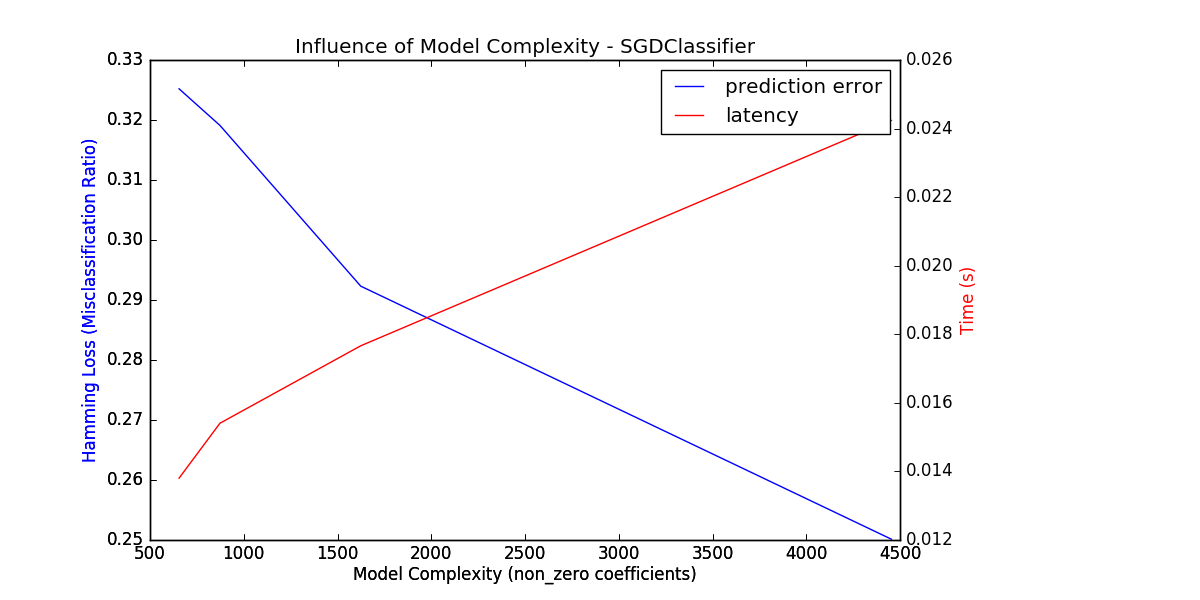 Influence of Model Complexity - SGDClassifier
prediction error
latency
Hamming Loss (Misclassification Ratio)
0.33
0.32
0.31
0.30
0.29
0.28
0.27
0.26
0.25
0.026
0.024
0.022
0.020
0.018
0.016
0.014
0.012
Time (s)
500 1000 1500 2000 2500 3000 3500 4000 4500
Model Complexity (non_zero coefficients)